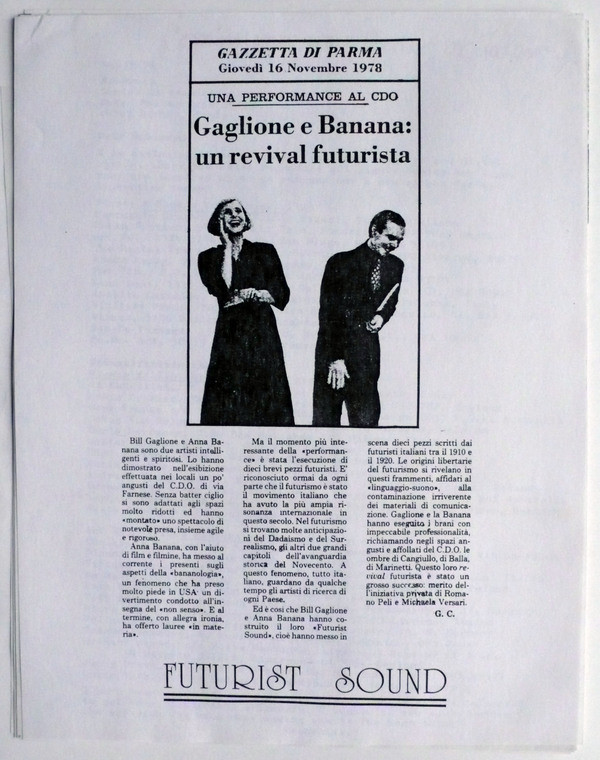 GAZZETTA DI PARMA
Giovedì 16 Novembre 1978
UNA PERFORMANCE AL CDO
Gaglione e Banana:
un revival futurista
Bill Gaglione e Anna Ba-
nana sono due artisti intelli-
genti e spiritosi. Lo hanno
dimostrato nell'esibizione
effettuata nei locali un po'
angusti del C.D.O. di via
Farnese. Senza batter ciglio
si sono adattati agli spazi
molto ridotti ed hanno
«montato» uno spettacolo di
notevole presa, insieme agile
e rigoroso.
Anna Banana, con l'aiuto
di film e filmine, ha messo al
corrente i presenti sugli
aspetti della «bananologia»,
un fenomeno che ha preso
molto piede in USA: un di-
vertimento condotto all'in-
segna del «non senso». E al
termine, con allegra ironia,
ha offerto lauree «in mate-
ria».
Ma il momento più inte-
ressante della «performan-
ce» è stata l'esecuzione di
dieci brevi pezzi futuristi. E'
riconosciuto ormai da ogni
parte che il futurismo è stato
il movimento italiano che
ha avuto la più ampia ri-
sonanza internazionale in
questo secolo. Nel futurismo
si trovano molte anticipazio-
ni del Dadaismo e del Sur-
realismo, gli altri due grandi
capitoli dell'avanguardia
storica del Novecento. A
questo fenomeno, tutto ita-
liano, guardano da qualche
tempo gli artisti di ricerca di
ogni Paese.
Ed è così che Bill Gaglione
e Anna Banana hanno co-
struito il loro «Futurist
Sound», cioè hanno messo in
scena dieci pezzi scritti dai
futuristi italiani tra il 1910 e
il 1920. Le origini libertarie
del futurismo si rivelano in
questi frammenti, affidati al
«linguaggio-suono», alla
contaminazione irriverente
dei materiali di comunica-
zione. Gaglione e la Banana
hanno eseguito i brani con
impeccabile professionalità,
richiamando negli spazi an-
gusti e affollati del C.D.O. le
ombre di Cangiullo, di Balla,
di Marinetti. Questo loro re-
vival futurista è stato un
grosso successo: merito del-
l'iniziativa privata di Roma-
no Peli e Michaela Versari.
G. C.
FUTURIST SOUND